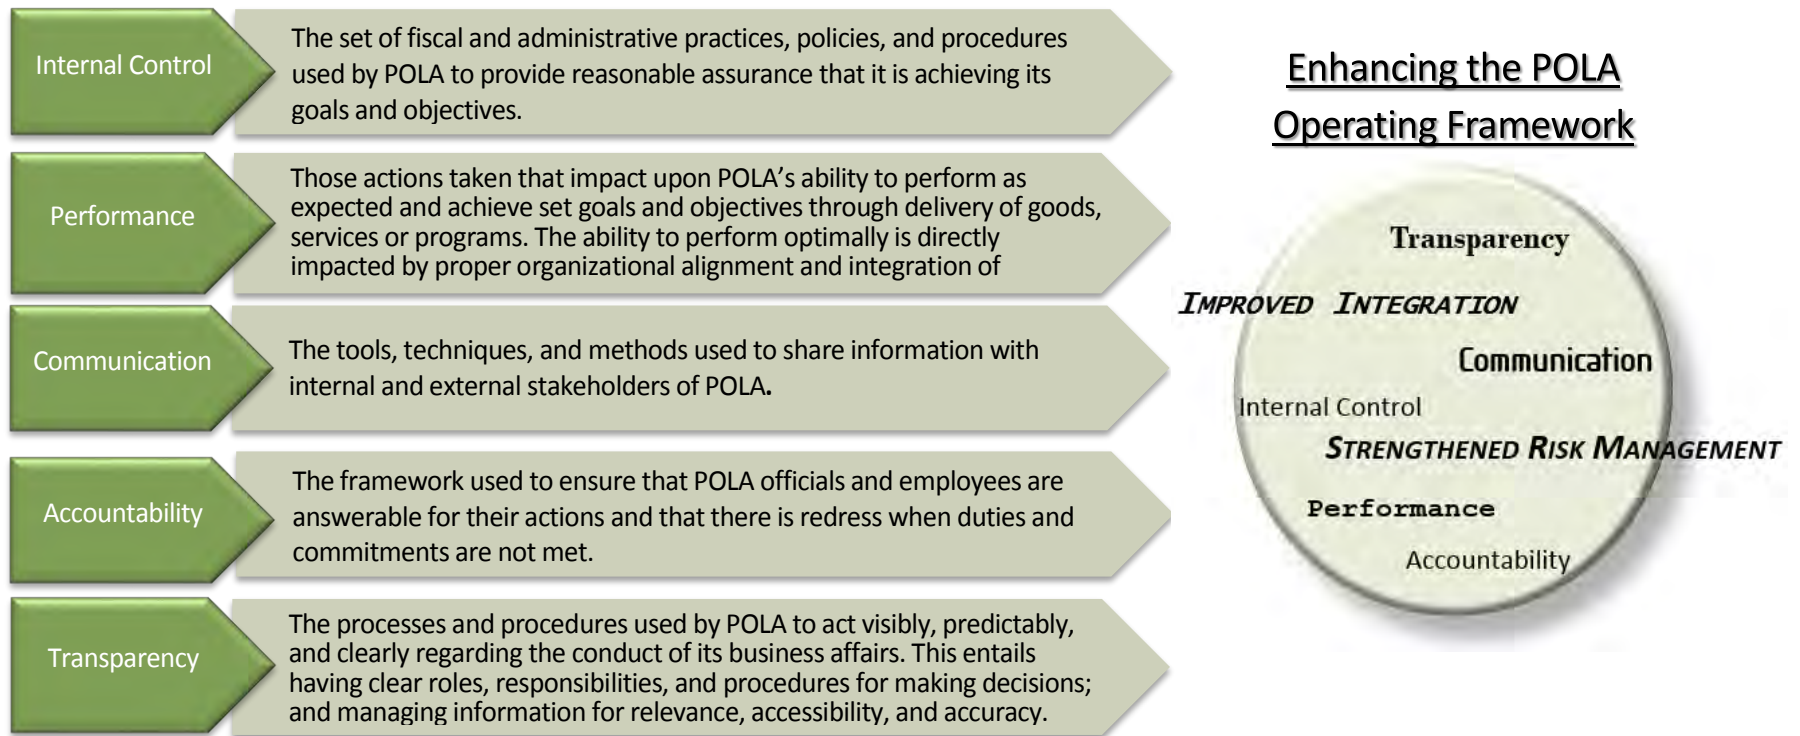 Internal Control
The set of fiscal and administrative practices, policies, and procedures
used by POLA to provide reasonable assurance that it is achieving its
goals and objectives.
Performance
Those actions taken that impact upon POLA’s ability to perform as
expected and achieve set goals and objectives through delivery of goods,
services or programs. The ability to perform optimally is directly
impacted by proper organizational alignment and integration of
Communication
The tools, techniques, and methods used to share information with
internal and external stakeholders of POLA.
Accountability
The framework used to ensure that POLA officials and employees are
answerable for their actions and that there is redress when duties and
commitments are not met.
Transparency
The processes and procedures used by POLA to act visibly, predictably,
and clearly regarding the conduct of its business affairs. This entails
having clear roles, responsibilities, and procedures for making decisions;
and managing information for relevance, accessibility, and accuracy.
Enhancing the POLA
Operating Framework
Transparency
IMPROVED INTEGRATION
Communication
Internal Control
STRENGTHENED RISK MANAGEMENT
Performance
Accountability